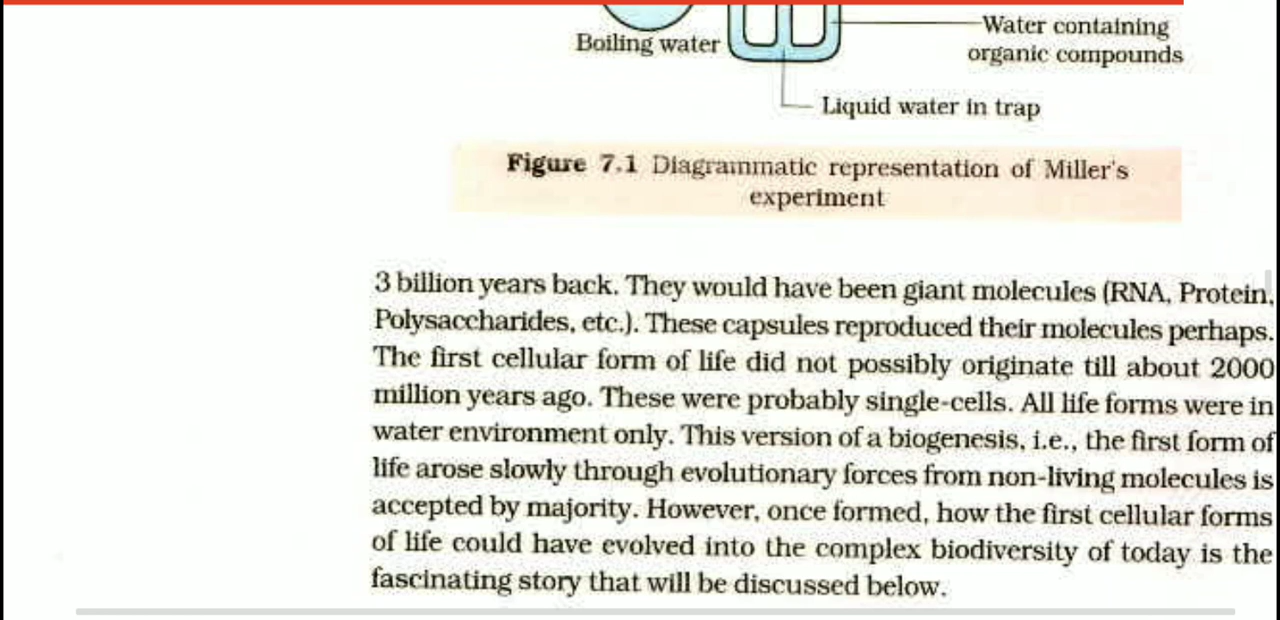 Boiling water
Water containing
organic compounds
Liquid water in trap
Figure 7.1 Diagrammatic representation of Miller's
experiment
3 billion years back. They would have been giant molecules (RNA, Protein,
Polysaccharides, etc.). These capsules reproduced their molecules perhaps.
The first cellular form of life did not possibly originate till about 2000
million years ago. These were probably single-cells. All life forms were in
water environment only. This version of a biogenesis, i.e., the first form of
life arose slowly through evolutionary forces from non-living molecules is
accepted by majority. However, once formed, how the first cellular forms
of life could have evolved into the complex biodiversity of today is the
fascinating story that will be discussed below.